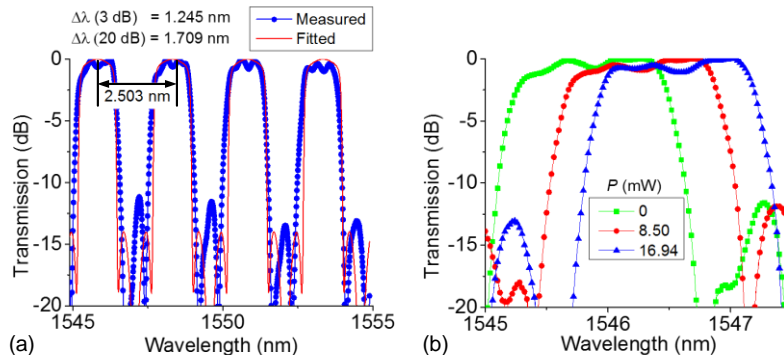 Δλ (3 dB) = 1.245 nm
Δλ (20 dB) = 1.709 nm
Measured
Fitted
2.503 nm
0
-5
-10
-15
-20
Transmission (dB)
1545
1550
1555
Wavelength (nm)
(a)
0
-5
-10
-15
-20
Transmission (dB)
P (mW)
0
8.50
16.94
1545
1546
1547
Wavelength (nm)
(b)